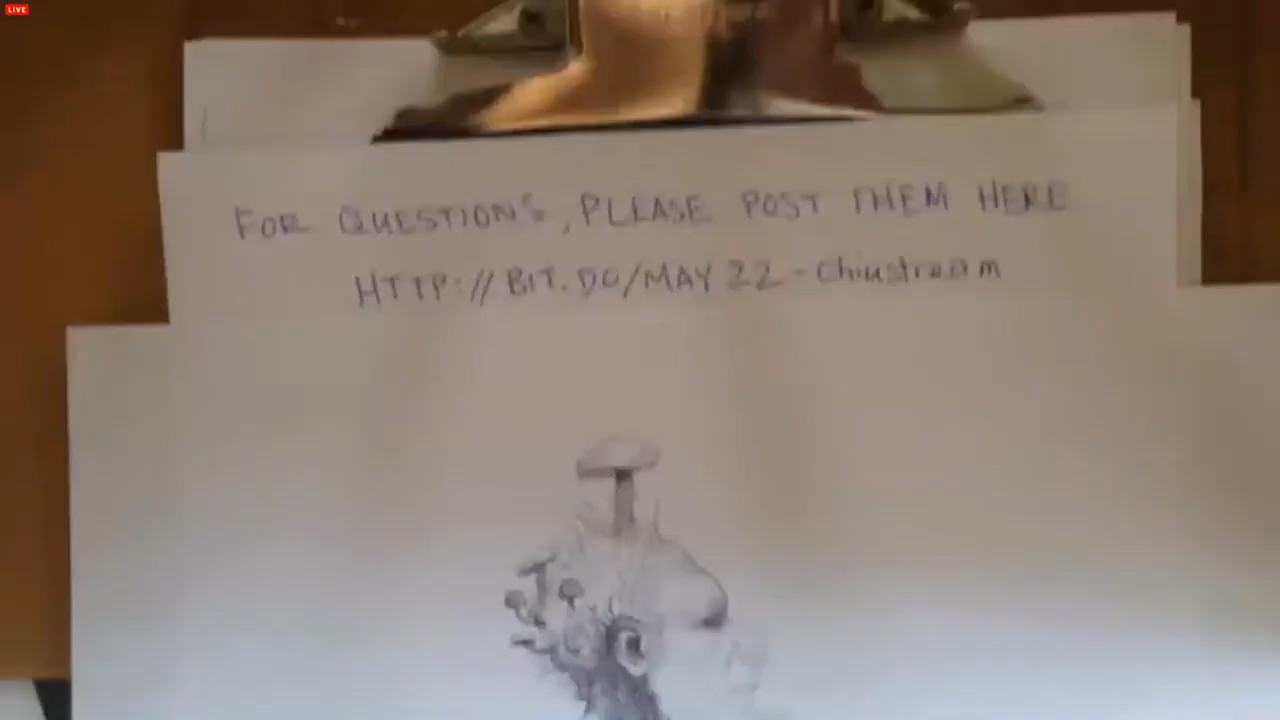 LIVE
FOR QUESTIONS, PLEASE POST THEM HERE
HTTP://BIT.DO/MAY22-Chiustream